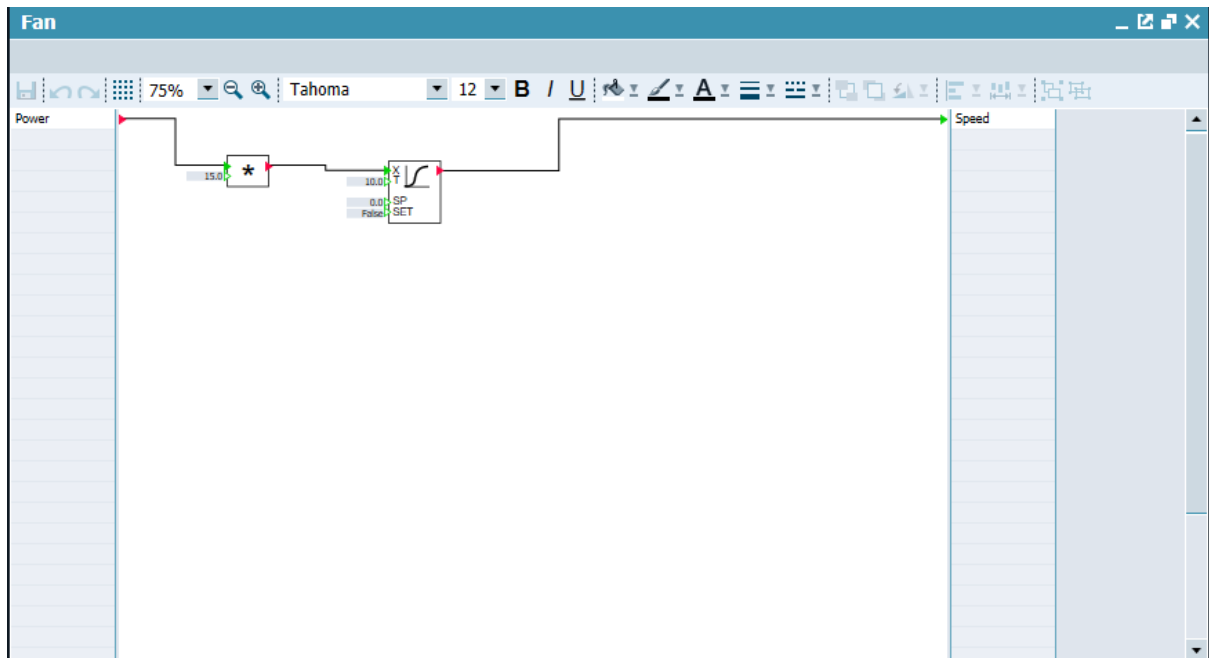 Fan
75% Tahoma 12 B I U A
Power
Speed
15.0 *
X
10.0 T
0.0 SP
False SET